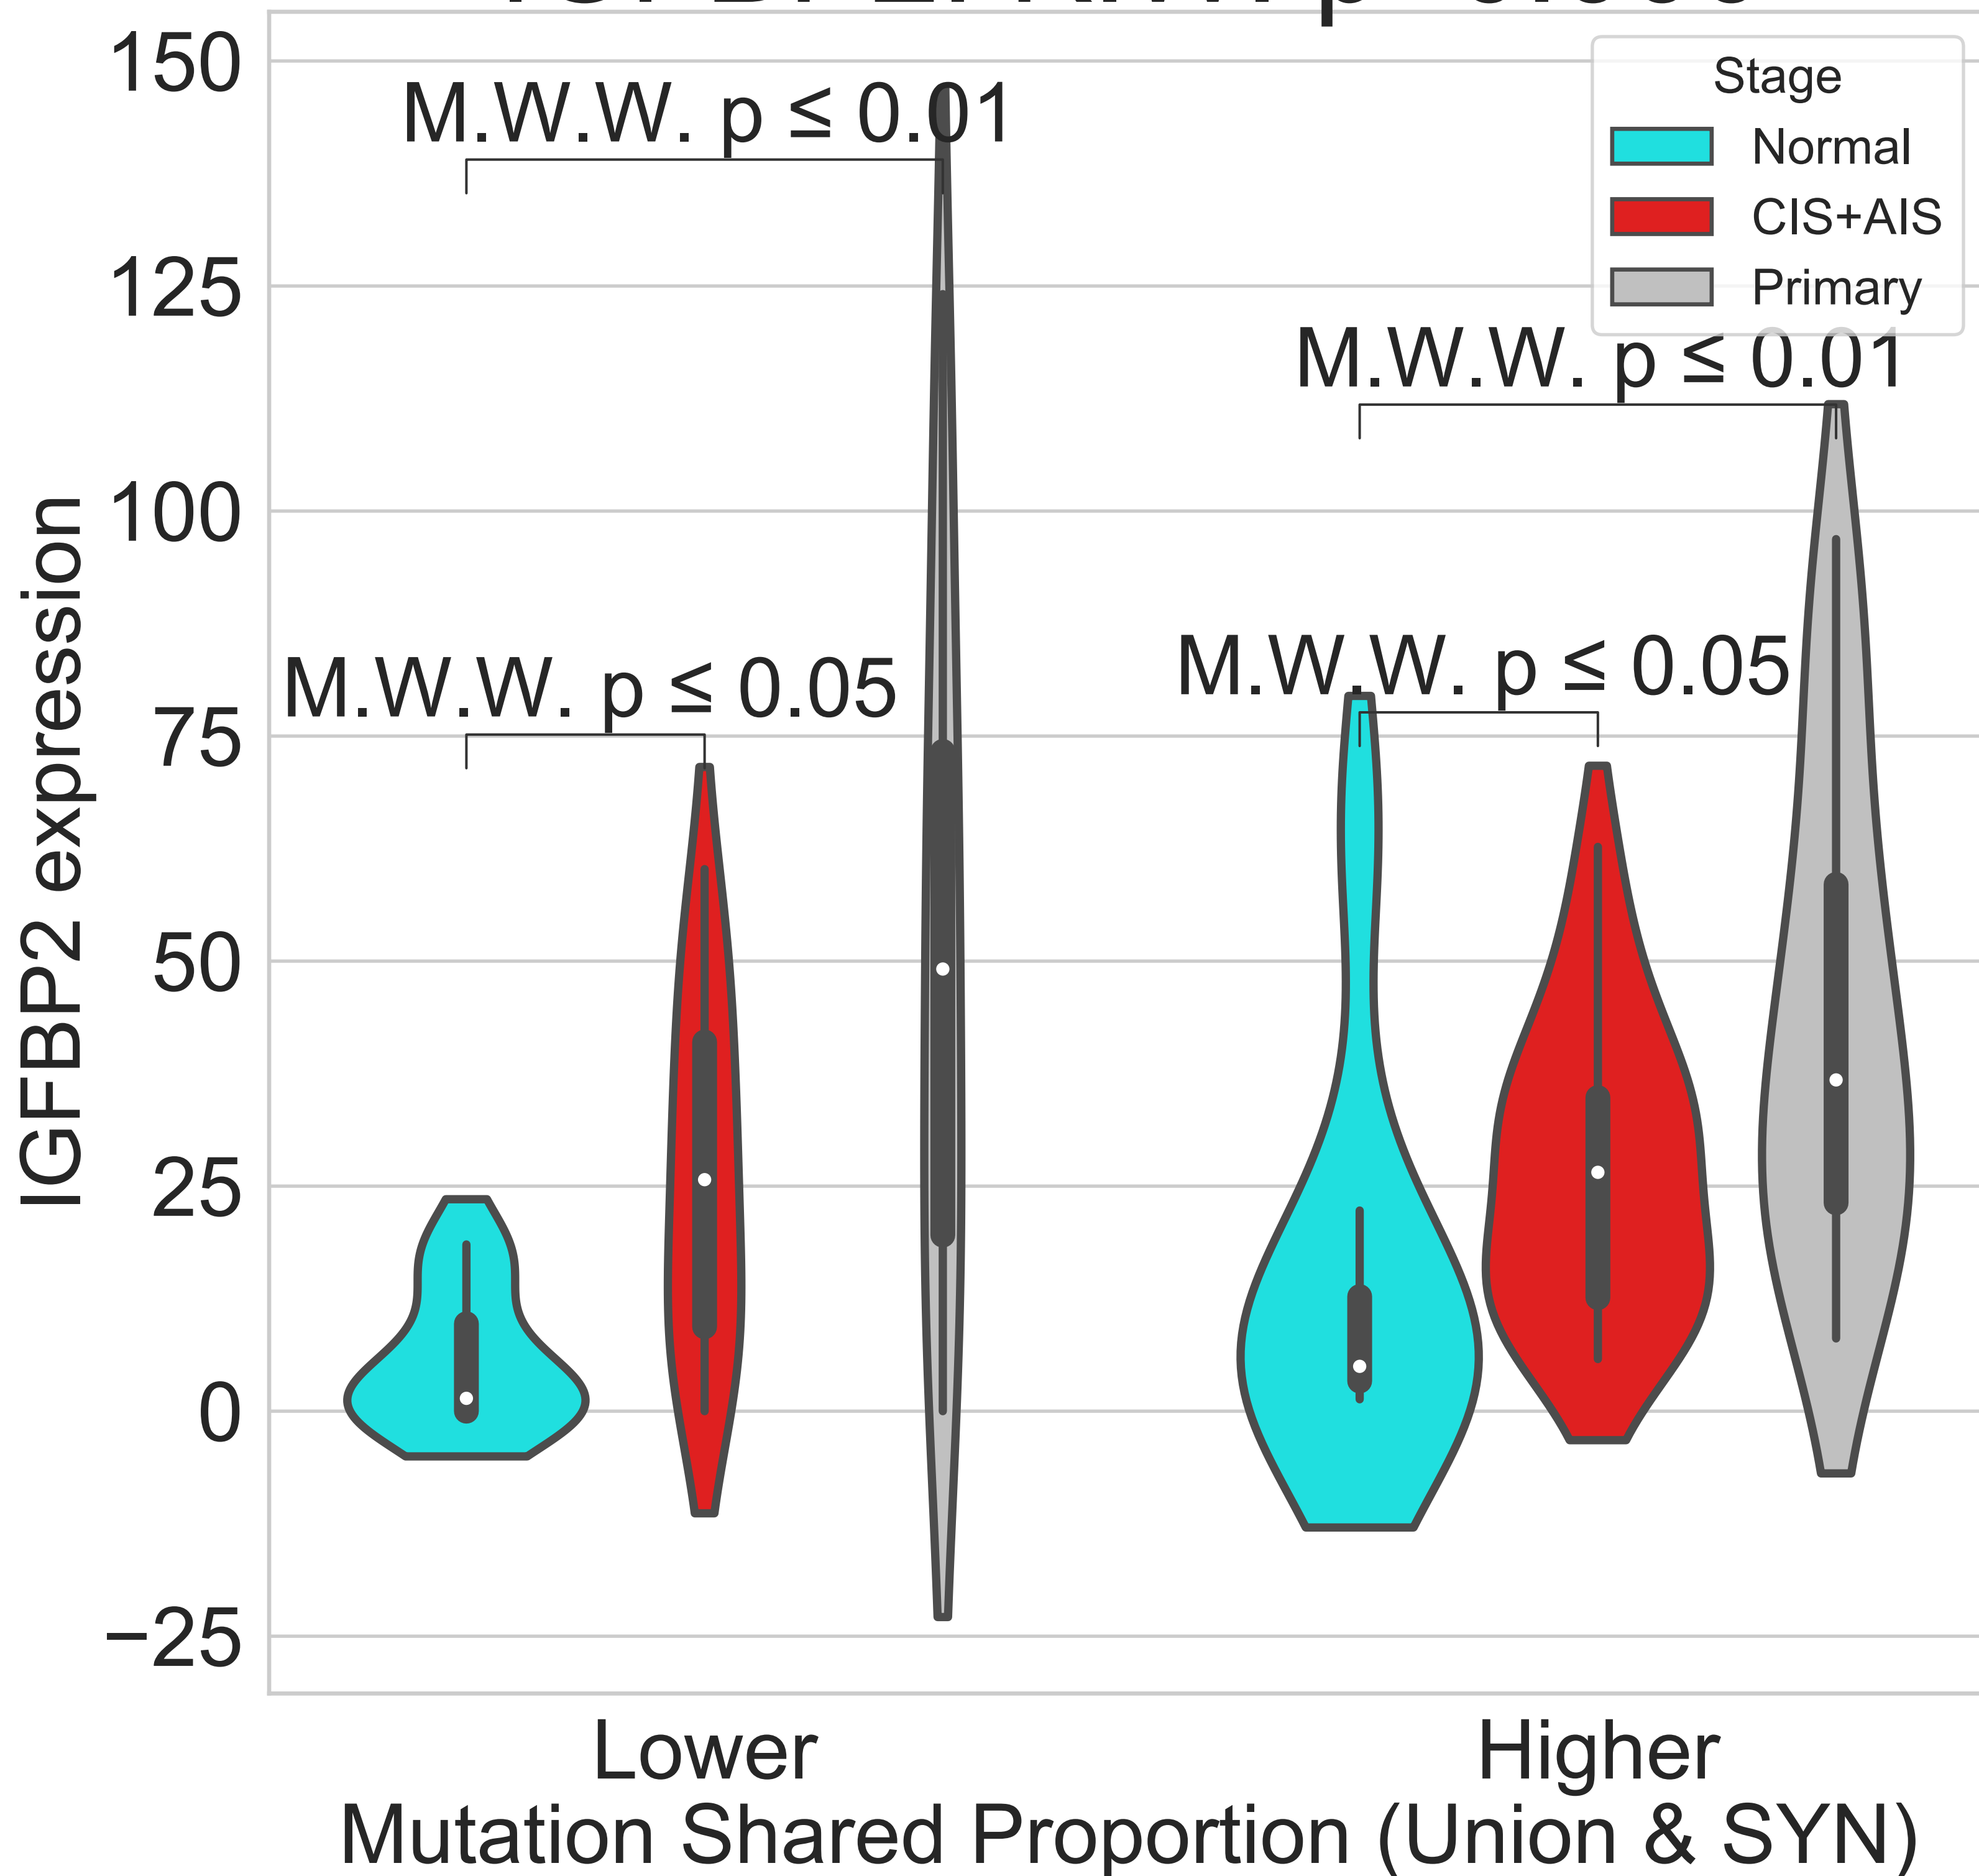 150
M.W.W. p ≤ 0.01
Stage
Normal
CIS+AIS
Primary
125
M.W.W. p ≤ 0.01
100
M.W.W. p ≤ 0.05
M.W.W. p ≤ 0.05
75
50
25
0
−25
IGFBP2 expression
Lower
Higher
Mutation Shared Proportion (Union & SYN)